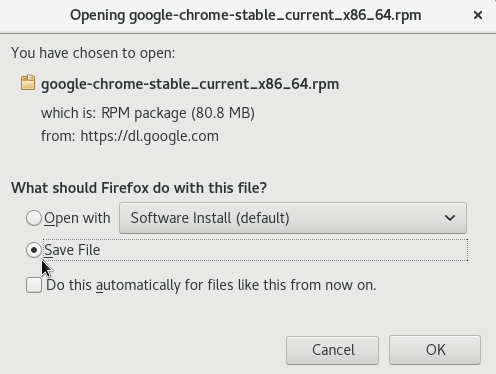 Opening google-chrome-stable_current_x86_64.rpm
You have chosen to open:
google-chrome-stable_current_x86_64.rpm
which is: RPM package (80.8 MB)
from: https://dl.google.com
What should Firefox do with this file?
Open with Software Install (default)
Save File
Do this automatically for files like this from now on.
Cancel OK